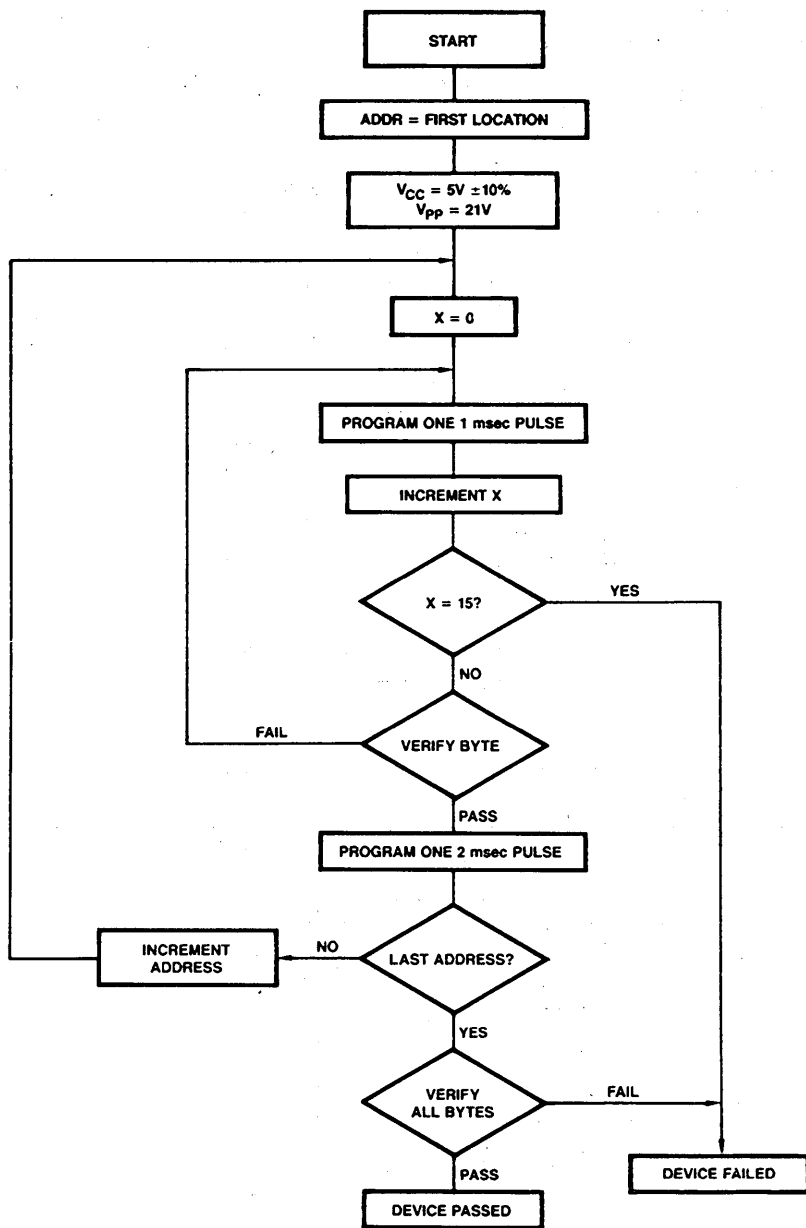 START
ADDR = FIRST LOCATION
VCC = 5V ±10%
VPP = 21V
X = 0
PROGRAM ONE 1 msec PULSE
INCREMENT X
X = 15?
YES
NO
FAIL
VERIFY BYTE
PASS
PROGRAM ONE 2 msec PULSE
INCREMENT
ADDRESS
NO
LAST ADDRESS?
YES
VERIFY
ALL BYTES
FAIL
PASS
DEVICE FAILED
DEVICE PASSED